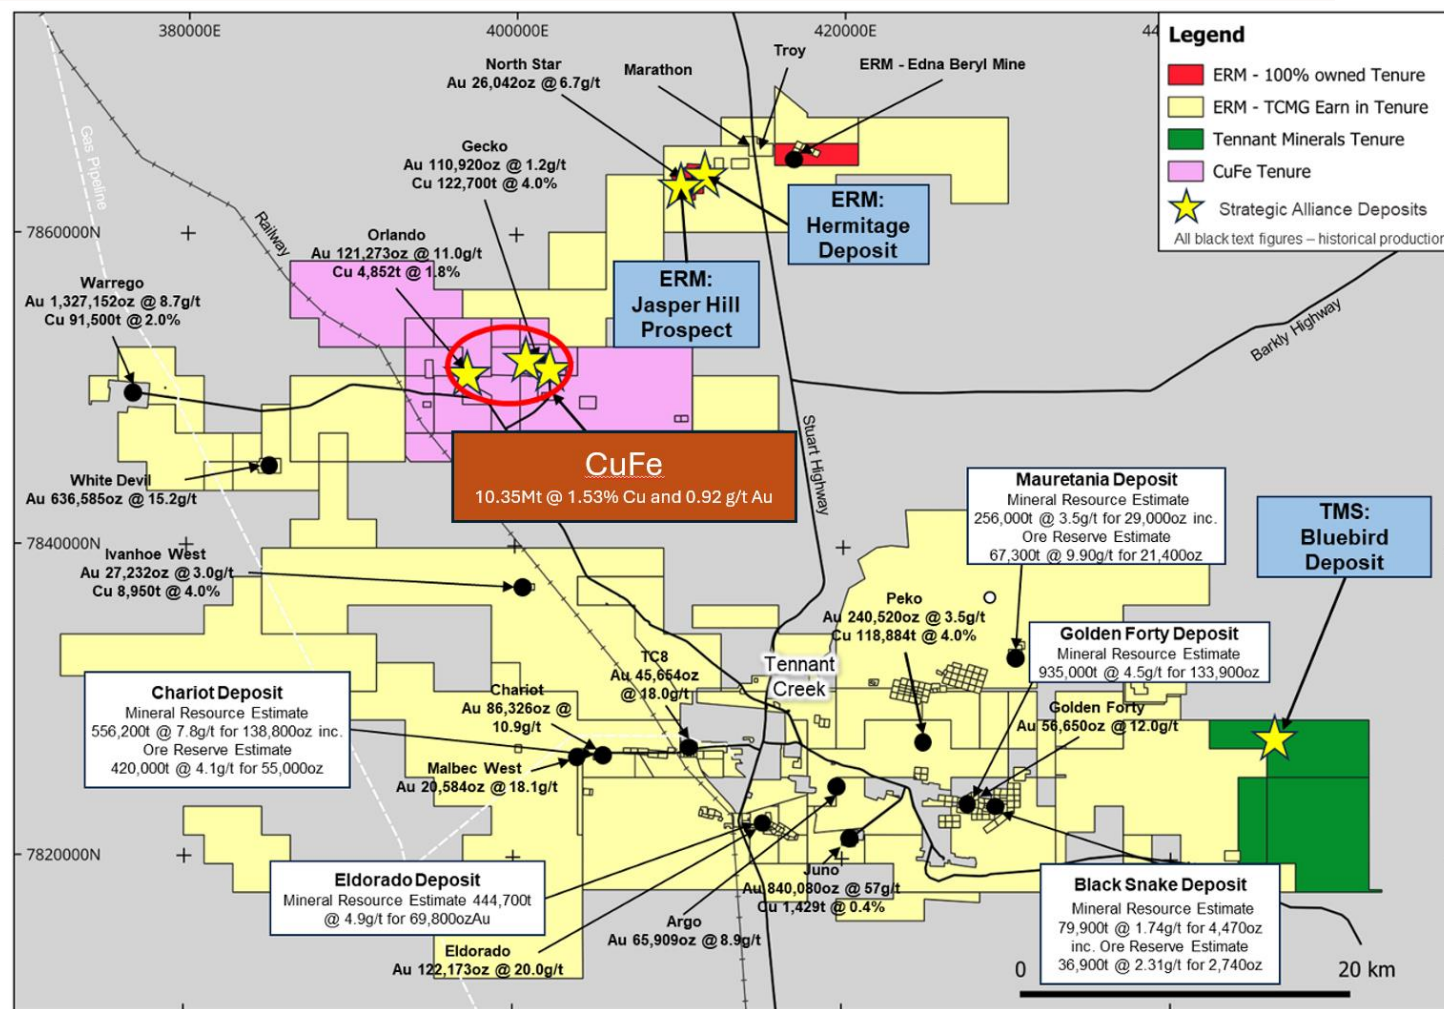 380000E
400000E
420000E
44
7860000N
7840000N
7820000N
Legend
ERM - 100% owned Tenure
ERM - TCMG Earn in Tenure
Tennant Minerals Tenure
CuFe Tenure
Strategic Alliance Deposits
All black text figures – historical production
Troy
Marathon
ERM - Edna Beryl Mine
North Star
Au 26,042oz @ 6.7g/t
Gecko
Au 110,920oz @ 1.2g/t
Cu 122,700t @ 4.0%
Gas Pipeline
Railway
Orlando
Au 121,273oz @ 11.0g/t
Cu 4,852t @ 1.8%
ERM:
Hermitage
Deposit
ERM:
Jasper Hill
Prospect
Warrego
Au 1,327,152oz @ 8.7g/t
Cu 91,500t @ 2.0%
Barkly Highway
Stuart Highway
CuFe
10.35Mt @ 1.53% Cu and 0.92 g/t Au
White Devil
Au 636,585oz @ 15.2g/t
Mauretania Deposit
Mineral Resource Estimate
256,000t @ 3.5g/t for 29,000oz inc.
Ore Reserve Estimate
67,300t @ 9.90g/t for 21,400oz
TMS:
Bluebird
Deposit
Ivanhoe West
Au 27,232oz @ 3.0g/t
Cu 8,950t @ 4.0%
Peko
Au 240,520oz @ 3.5g/t
Cu 118,884t @ 4.0%
Golden Forty Deposit
Mineral Resource Estimate
935,000t @ 4.5g/t for 133,900oz
Tennant
Creek
TC8
Au 45,654oz
@ 18.0g/t
Chariot Deposit
Mineral Resource Estimate
556,200t @ 7.8g/t for 138,800oz inc.
Ore Reserve Estimate
420,000t @ 4.1g/t for 55,000oz
Chariot
Au 86,326oz @
10.9g/t
Golden Forty
Au 56,650oz @ 12.0g/t
Malbec West
Au 20,584oz @ 18.1g/t
Eldorado Deposit
Mineral Resource Estimate 444,700t
@ 4.9g/t for 69,800ozAu
Juno
Au 840,080oz @ 57g/t
Cu 1,429t @ 0.4%
Black Snake Deposit
Mineral Resource Estimate
79,900t @ 1.74g/t for 4,470oz
inc. Ore Reserve Estimate
36,900t @ 2.31g/t for 2,740oz
Argo
Au 65,909oz @ 8.9g/t
Eldorado
Au 122,173oz @ 20.0g/t
0
20 km